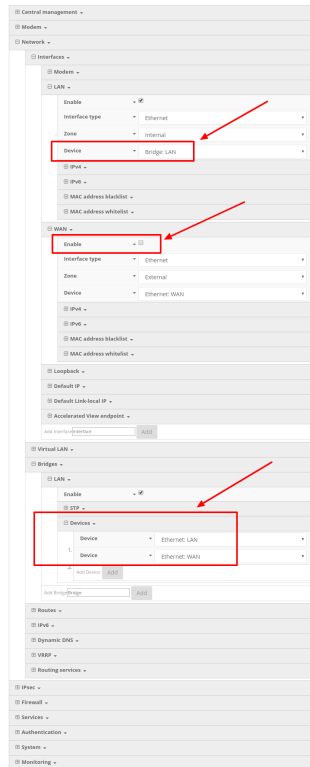 Central management
Modem
Network
Interfaces
Modem
LAN
Enable
Interface type Ethernet
Zone Internal
Device Bridge: LAN
IPv4
IPv6
MAC address blacklist
MAC address whitelist
WAN
Enable
Interface type Ethernet
Zone External
Device Ethernet: WAN
IPv4
IPv6
MAC address blacklist
MAC address whitelist
Loopback
Default IP
Default Link-local IP
Accelerated View endpoint
Add Interface Interface Add
Virtual LAN
Bridges
LAN
Enable
STP
Devices
Device Ethernet: LAN
1.
Device Ethernet: WAN
2.
Add Device: Add
Add Bridge Bridge Add
Routes
IPv6
Dynamic DNS
VRRP
Routing services
IPsec
Firewall
Services
Authentication
System
Monitoring